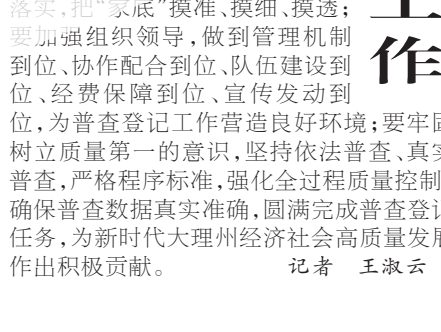 落实,把“家底”摸准、摸细、摸透;
要加强组织领导,做到管理机制
到位、协作配合到位、队伍建设到
位、经费保障到位、宣传发动到
位,为普查登记工作营造良好环境;要牢
树立质量第一的意识,坚持依法普查、真实
普查,严格程序标准,强化全过程质量控制
确保普查数据真实准确,圆满完成普查登记
任务,为新时代大理州经济社会高质量发展
作出积极贡献。 记者 王淑云
作